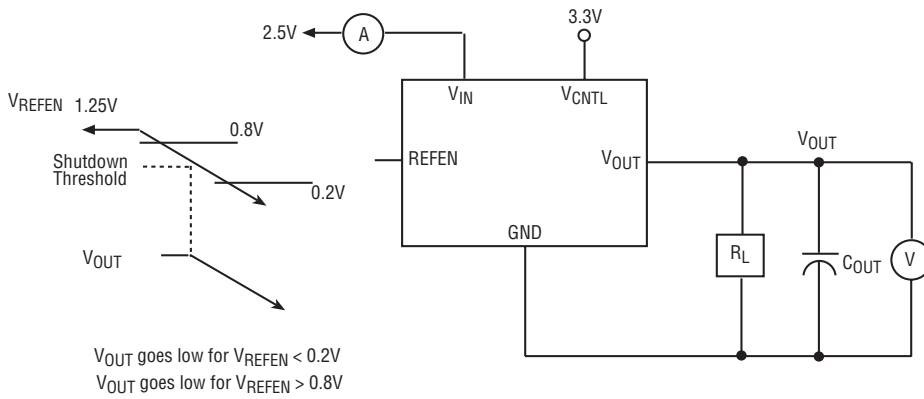 2.5V
A
3.3V
VIN
VCNTL
VREFEN 1.25V
0.8V
Shutdown
Threshold
0.2V
REFEN
VOUT
VOUT
GND
VOUT
RL
COUT
V
VOUT goes low for VREFEN < 0.2V
VOUT goes low for VREFEN > 0.8V